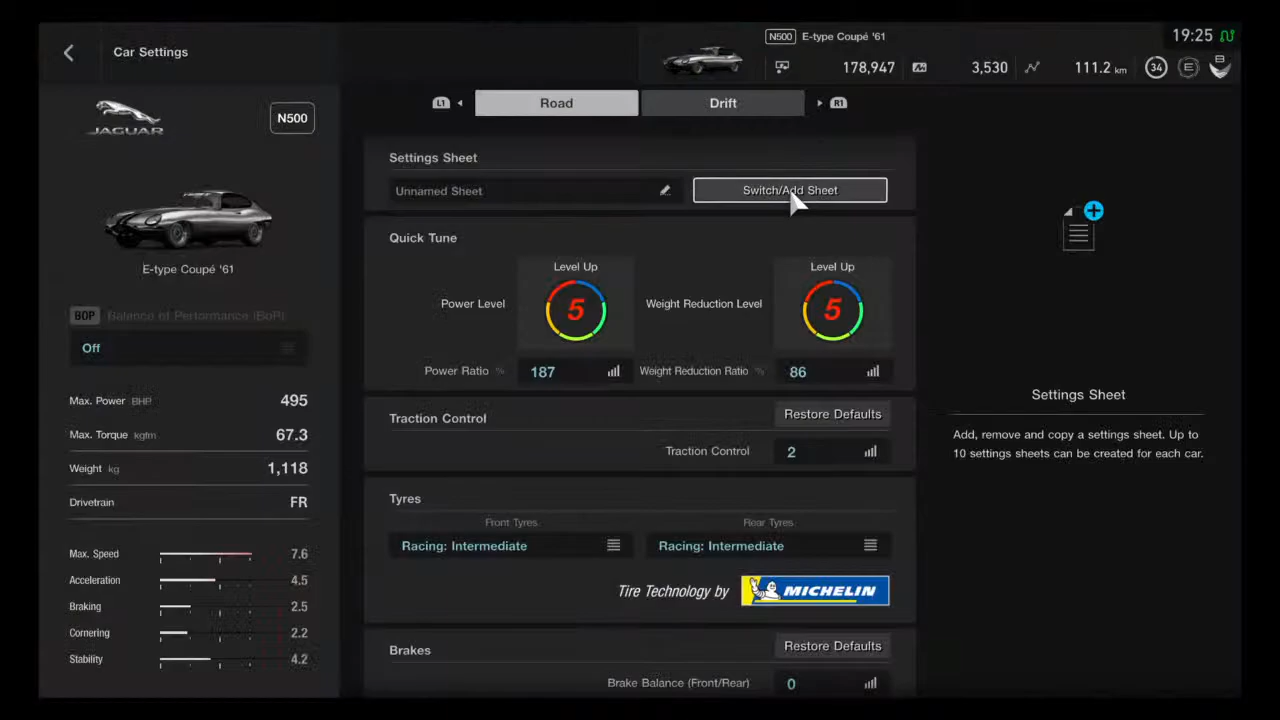 Car Settings
N500 E-type Coupé '61
178,947
3,530
111.2 km
34
E
19:25
JAGUAR
N500
E-type Coupé '61
BOP Balance of Performance (BoP)
Off
Max. Power BHP 495
Max. Torque kgfm 67.3
Weight kg 1,118
Drivetrain FR
Max. Speed 7.6
Acceleration 4.5
Braking 2.5
Cornering 2.2
Stability 4.2
L1 Road Drift R1
Settings Sheet
Unnamed Sheet Switch/Add Sheet
Quick Tune
Level Up Level Up
Power Level 5 Weight Reduction Level 5
Power Ratio % 187 Weight Reduction Ratio % 86
Traction Control Restore Defaults
Traction Control 2
Tyres
Front Tyres Rear Tyres
Racing: Intermediate Racing: Intermediate
Tire Technology by MICHELIN
Brakes Restore Defaults
Brake Balance (Front/Rear) 0
Settings Sheet
Add, remove and copy a settings sheet. Up to
10 settings sheets can be created for each car.